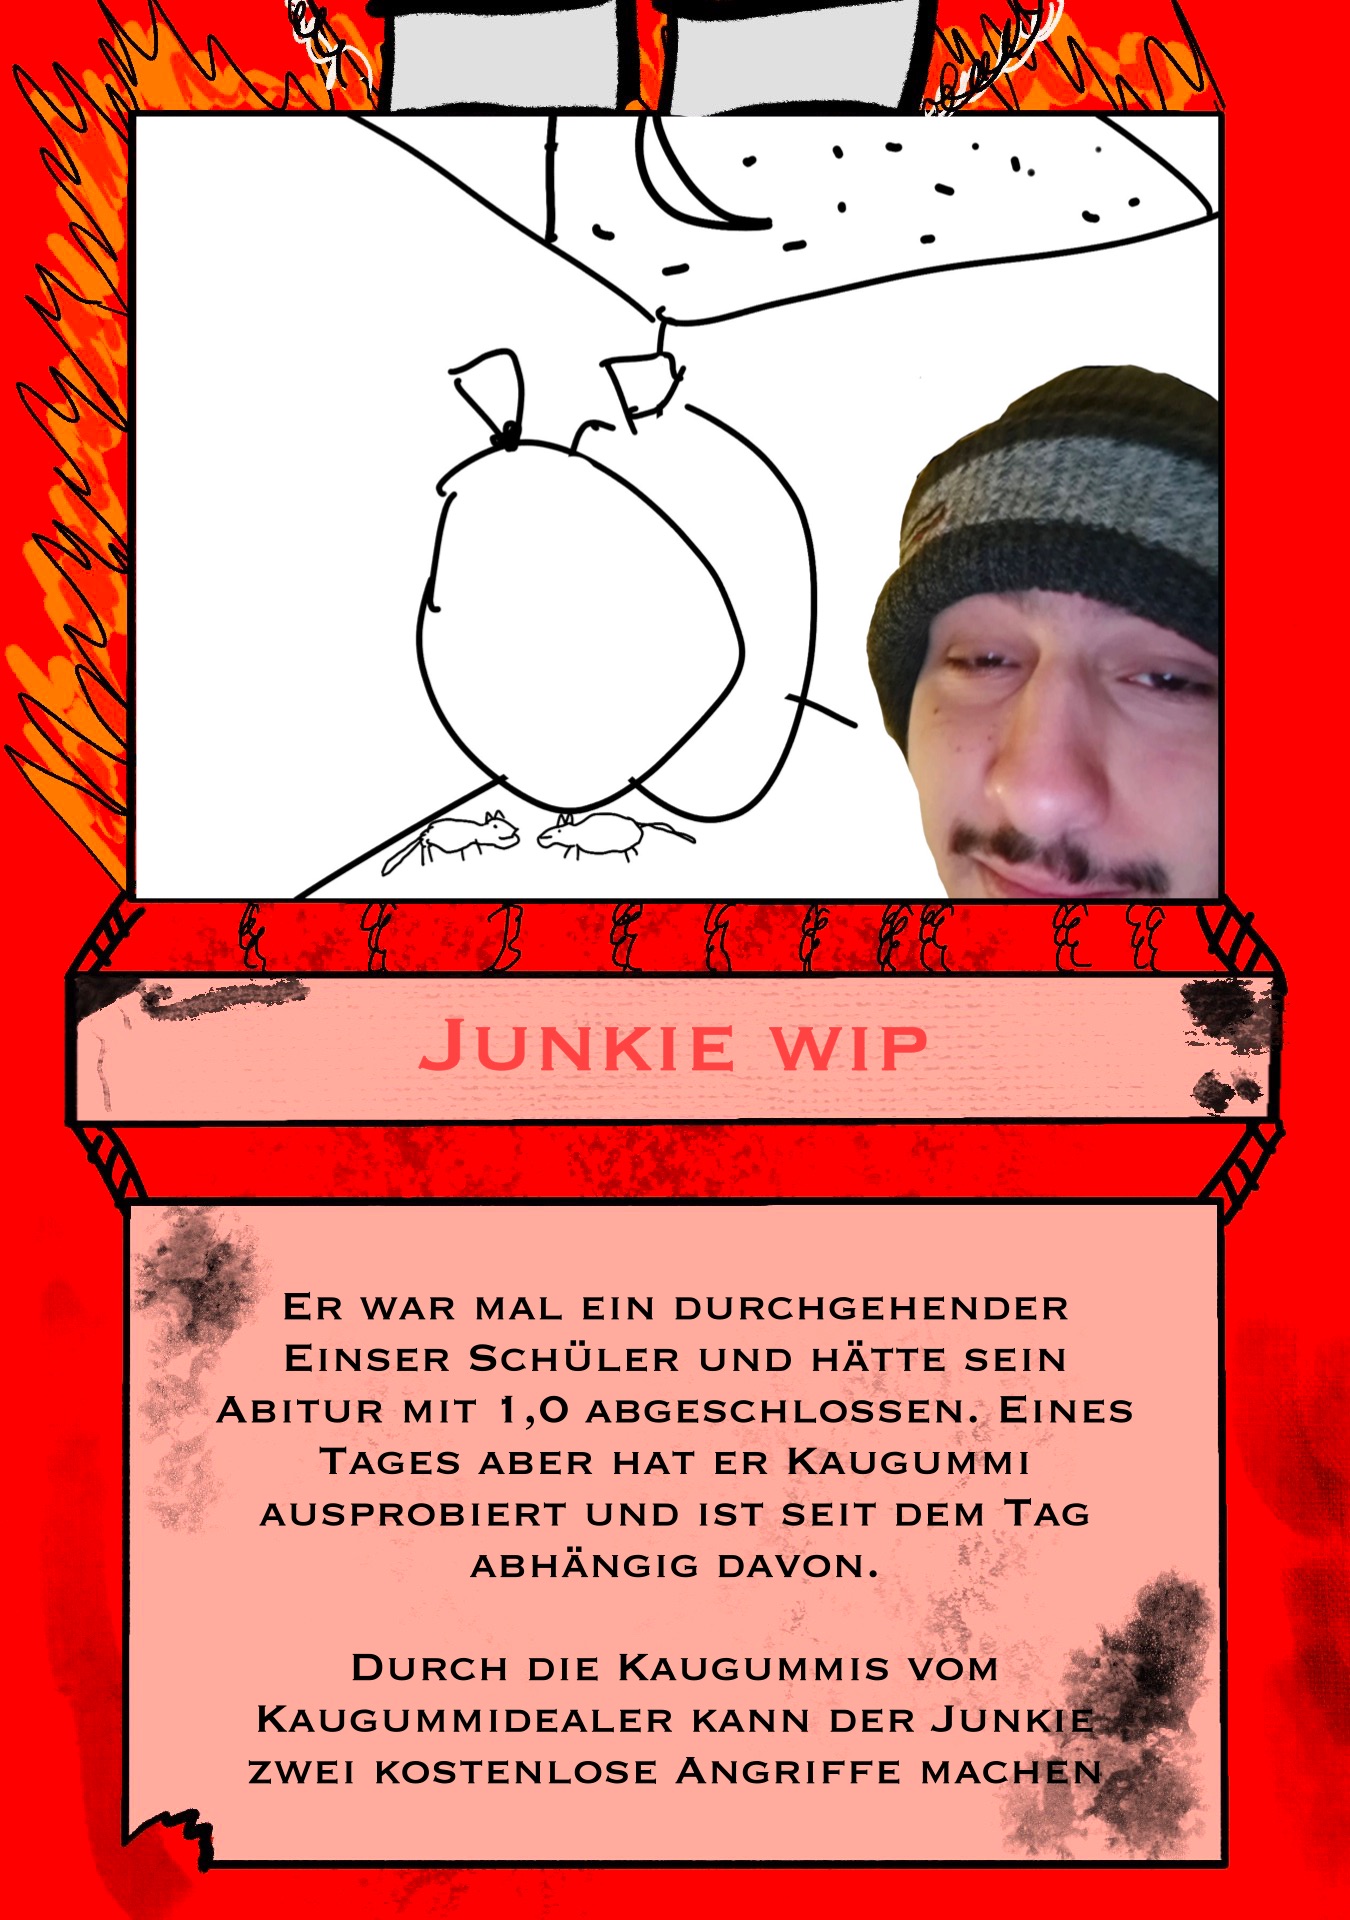 Junkie wip
Er war mal ein durchgehender
Einser Schüler und hätte sein
Abitur mit 1,0 abgeschlossen. Eines
Tages aber hat er Kaugummi
ausprobiert und ist seit dem Tag
abhängig davon.
Durch die Kaugummis vom
Kaugummidealer kann der Junkie
zwei kostenlose Angriffe machen